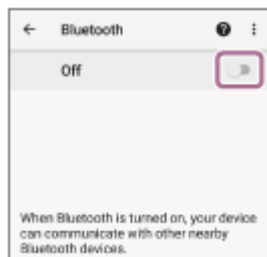 Bluetooth
Off
When Bluetooth is turned on, your device
can communicate with other nearby
Bluetooth devices.